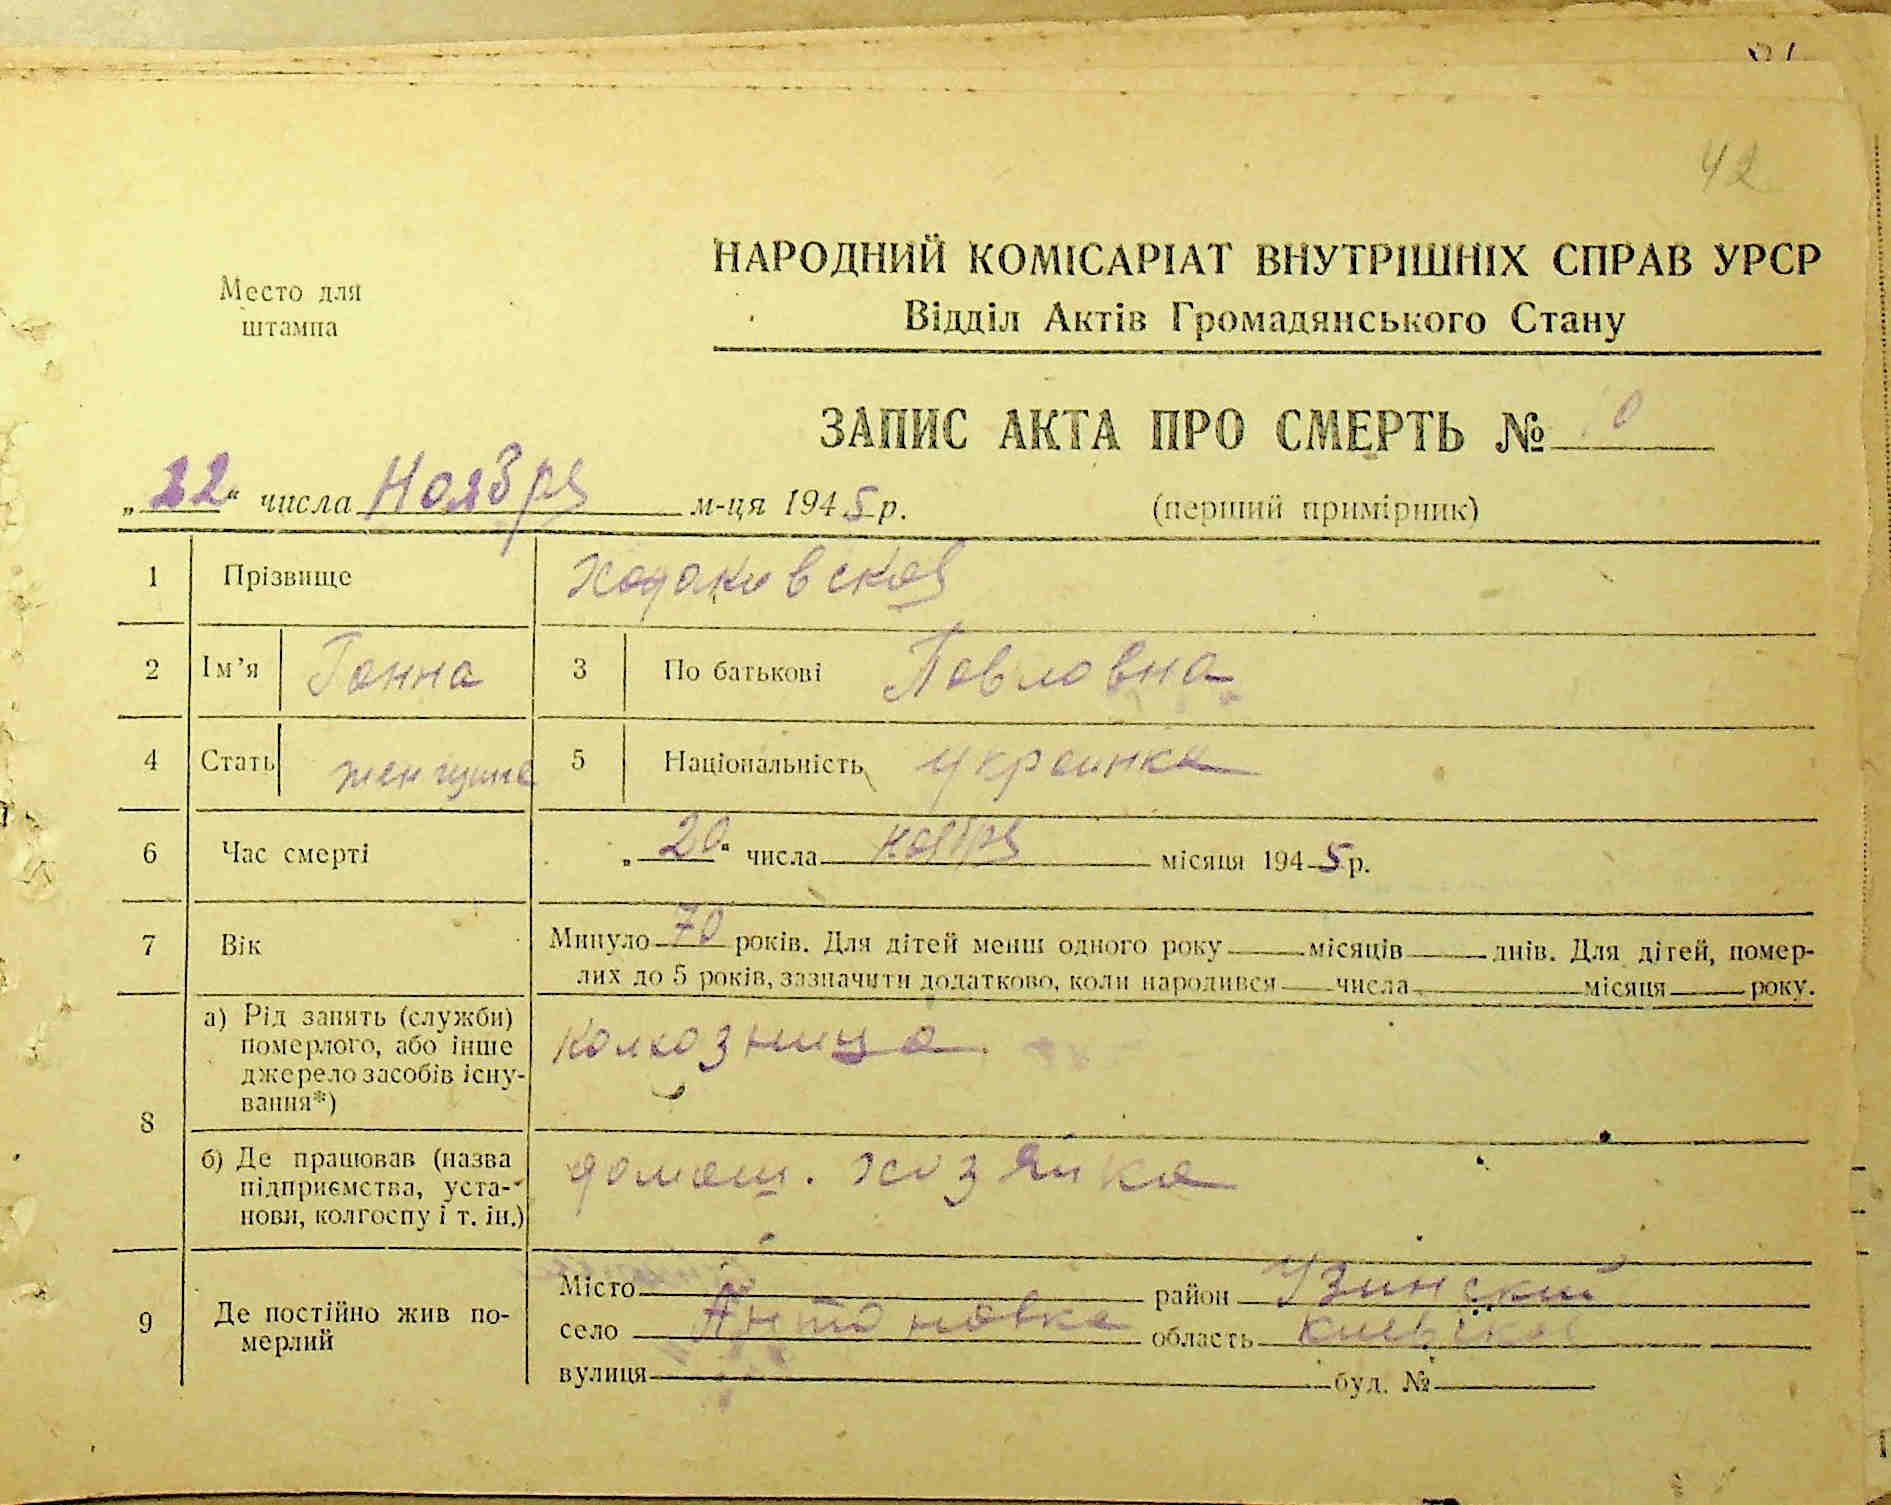 42
Место для
штампа
НАРОДНИЙ КОМІСАРІАТ ВНУТРІШНІХ СПРАВ УРСР
Відділ Актів Громадянського Стану
ЗАПИС АКТА ПРО СМЕРТЬ №
„22“ числа Ноября м-ця 1945 р. (перший примірник)
1 Прізвище Ходаковская
2 Ім’я Ганна 3 По батькові Павловна
4 Стать женщина 5 Національність украинка
6 Час смерті „20“ числа ноября місяця 1945 р.
7 Вік Минуло 70 років. Для дітей менш одного року місяців днів. Для дітей, помер-
лих до 5 років, зазначити додатково, коли народився числа місяця року.
8 а) Рід занять (служби) померлого, або інше джерело засобів існу-вання*) колхозница
б) Де працював (назва підприємства, уста-нови, колгоспу і т. ін.) домаш. хозяйка
9 Де постійно жив по-мерлий
Місто район Узинский
село Антоновка область Киевская
вулиця буд. №